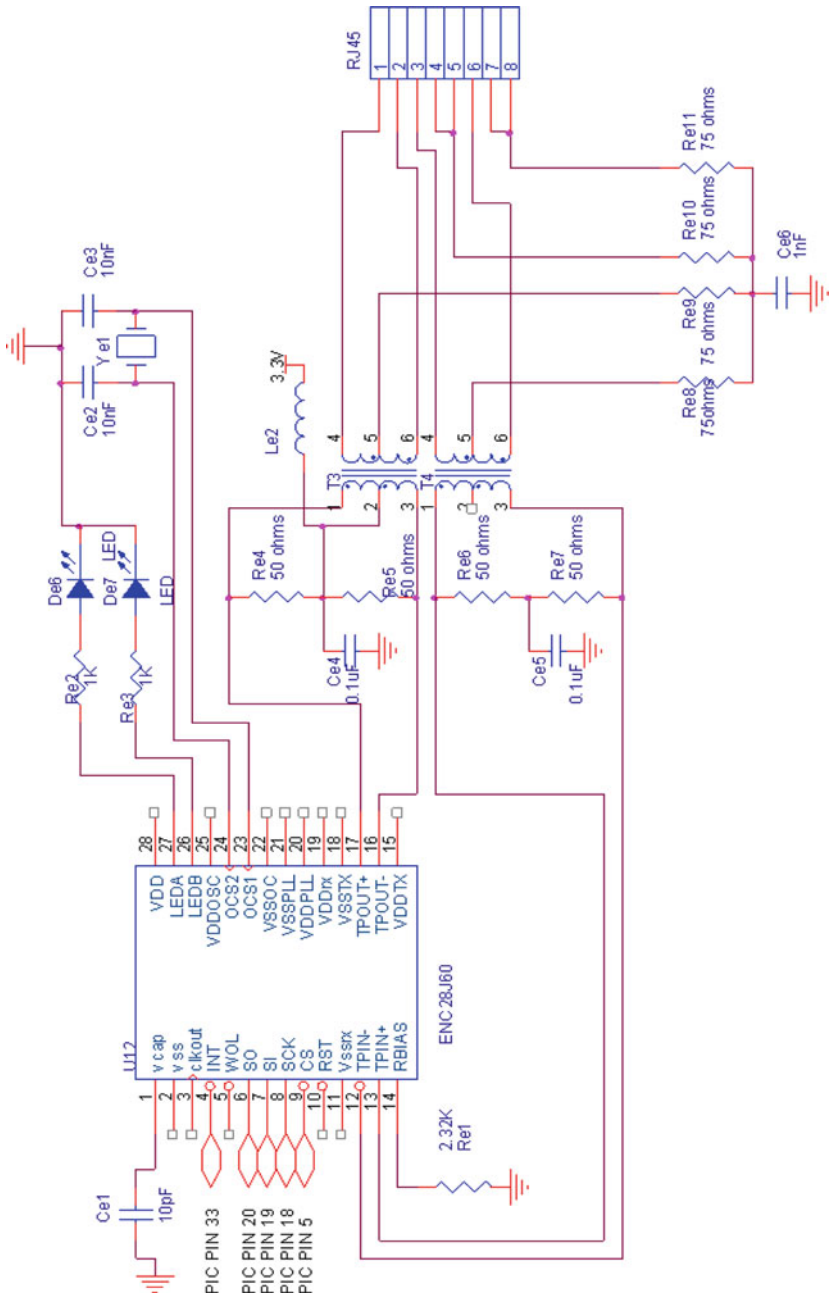 RJ45
1
2
3
4
5
6
7
8
Re11
75 ohms
Re10
75 ohms
Re9
75 ohms
Re8
75ohms
Ce6
1nF
Ce3
10nF
Ye1
Ce2
10nF
3.3V
Le2
T3
1
2
3
4
5
6
T4
1
2
3
4
5
6
De6
LED
De7
LED
Re2
1K
Re3
1K
Re4
50 ohms
Re5
50 ohms
Re6
50 ohms
Re7
50 ohms
Ce4
0.1uF
Ce5
0.1uF
U12
28 VDD
27 LEDA
26 LEDB
25 VDDOSC
24 OCS2
23 OCS1
22 VSSOC
21 VSSPLL
20 VDDPLL
19 VDDrx
18 VSSTX
17 TPOUT+
16 TPOUT-
15 VDDTX
1 vcap
2 vss
3 clkout
4 INT
5 WOL
6 SO
7 SI
8 SCK
9 CS
10 RST
11 Vssrx
12 TPIN-
13 TPIN+
14 RBIAS
ENC28J60
Ce1
10pF
PIC PIN 33
PIC PIN 20
PIC PIN 19
PIC PIN 18
PIC PIN 5
2.32K
Re1